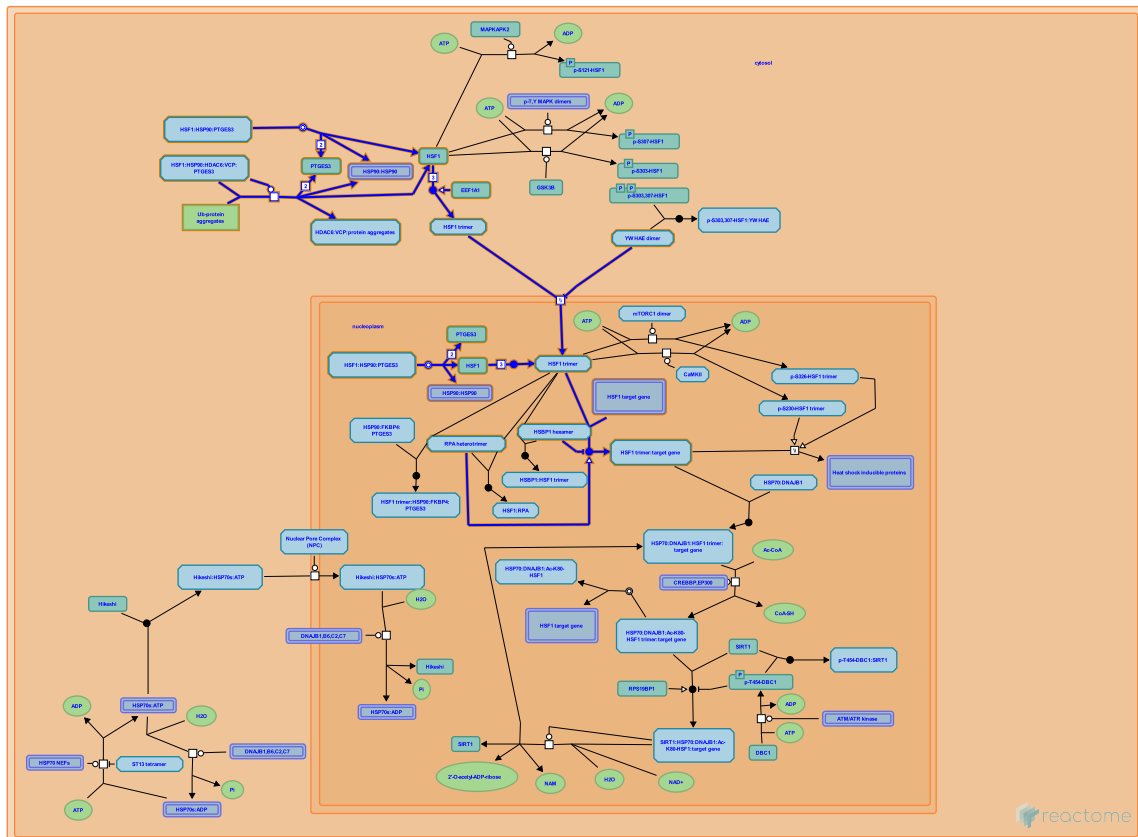 MAPKAPK2
ATP
ADP
P
p-S121-HSF1
cytosol
p-T,Y MAPK dimers
ATP
ADP
HSF1:HSP90:PTGES3
2
P
p-S307-HSF1
HSF1
HSF1:HSP90:HDAC6:VCP:
PTGES3
PTGES3
HSP90:HSP90
P
p-S303-HSF1
2
3
EEF1A1
GSK3B
P P
p-S303,307-HSF1
Ub-protein
aggregates
HDAC6:VCP:protein aggregates
HSF1 trimer
p-S303,307-HSF1:YWHAE
YWHAE dimer
nucleoplasm
PTGES3
ATP
mTORC1 dimer
ADP
2
HSF1:HSP90:PTGES3
HSF1
3
HSF1 trimer
CaMKII
p-S326-HSF1 trimer
HSP90:HSP90
HSF1 target gene
p-S230-HSF1 trimer
HSP90:FKBP4:
PTGES3
RPA heterotrimer
HSBP1 hexamer
HSF1 trimer:target gene
HSBP1:HSF1 trimer
Heat shock inducible proteins
HSP70:DNAJB1
HSF1 trimer:HSP90:FKBP4:
PTGES3
HSF1:RPA
Nuclear Pore Complex
(NPC)
HSP70:DNAJB1:HSF1 trimer:
target gene
Ac-CoA
Hikeshi:HSP70s:ATP
Hikeshi:HSP70s:ATP
HSP70:DNAJB1:Ac-K80-
HSF1
CREBBP,EP300
H2O
Hikeshi
CoA-SH
HSF1 target gene
DNAJB1,B6,C2,C7
HSP70:DNAJB1:Ac-K80-
HSF1 trimer:target gene
SIRT1
p-T454-DBC1:SIRT1
Hikeshi
P
p-T454-DBC1
Pi
RPS19BP1
ADP
HSP70s:ATP
HSP70s:ADP
ADP
H2O
ATM/ATR kinase
ATP
SIRT1
SIRT1:HSP70:DNAJB1:Ac-
K80-HSF1:target gene
DBC1
DNAJB1,B6,C2,C7
HSP70 NEFs
ST13 tetramer
2'-O-acetyl-ADP-ribose
NAM
H2O
NAD+
Pi
ATP
HSP70s:ADP
reactome